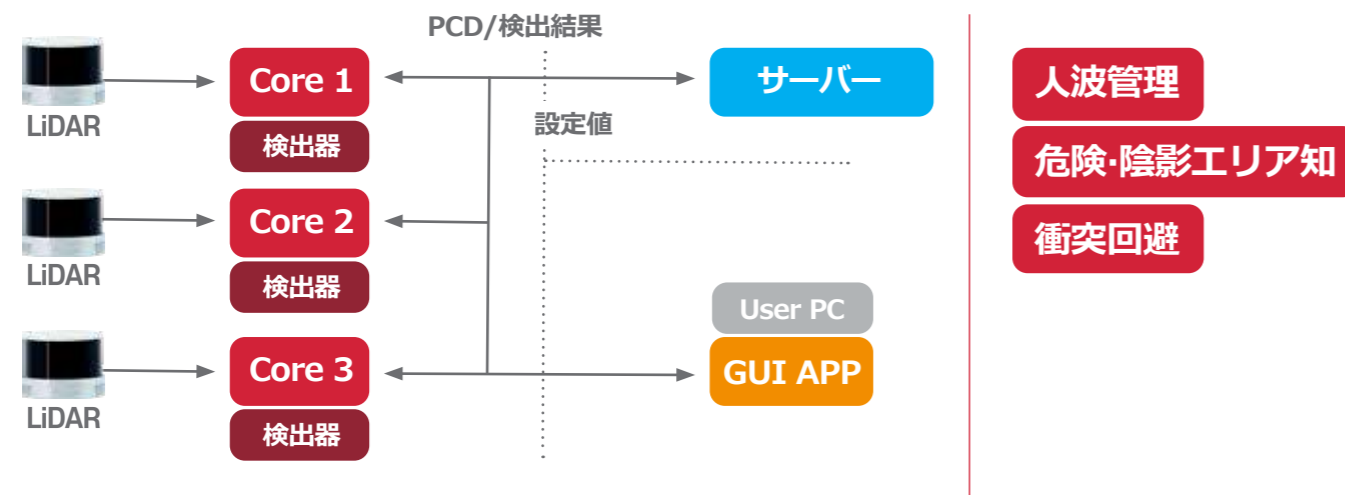 PCD/検出結果
LiDAR
Core 1
検出器
サーバー
設定値
LiDAR
Core 2
検出器
User PC
GUI APP
LiDAR
Core 3
検出器
人波管理
危険・陰影エリア知
衝突回避